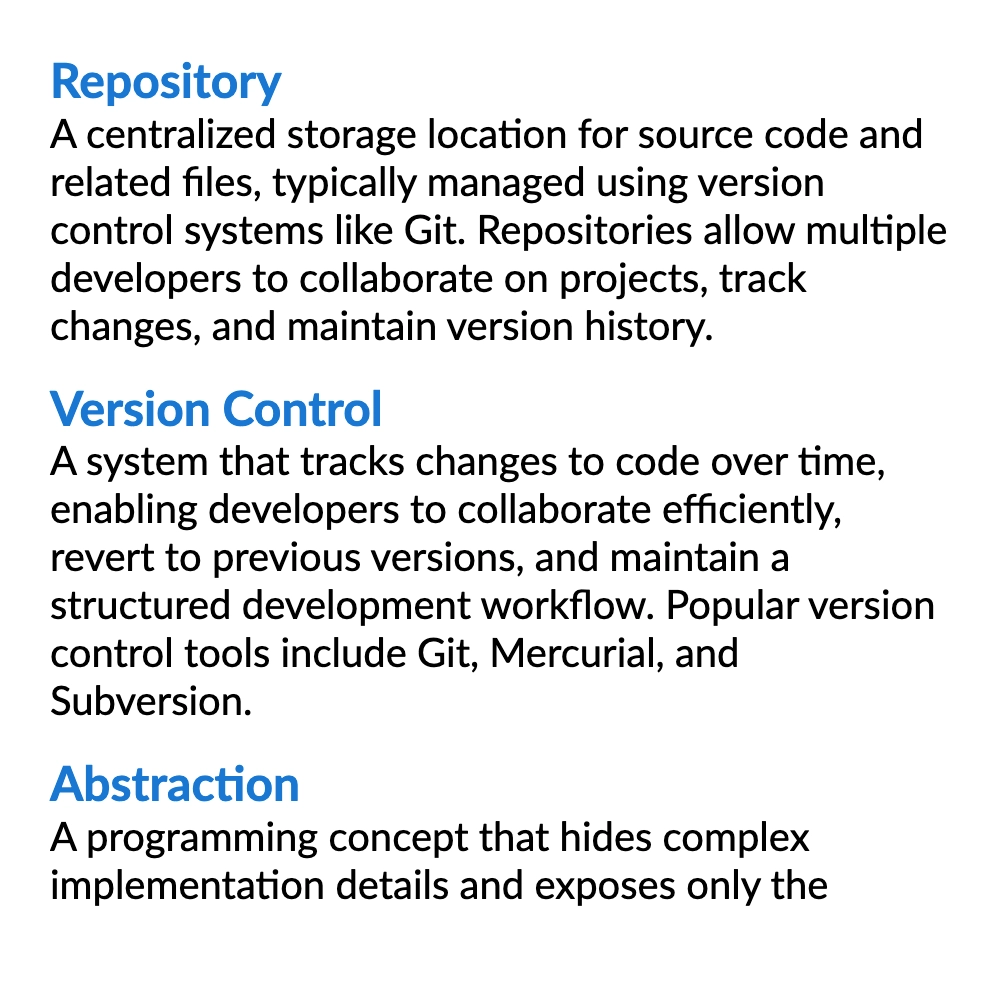 Repository
A centralized storage location for source code and
related files, typically managed using version
control systems like Git. Repositories allow multiple
developers to collaborate on projects, track
changes, and maintain version history.
Version Control
A system that tracks changes to code over time,
enabling developers to collaborate efficiently,
revert to previous versions, and maintain a
structured development workflow. Popular version
control tools include Git, Mercurial, and
Subversion.
Abstraction
A programming concept that hides complex
implementation details and exposes only the